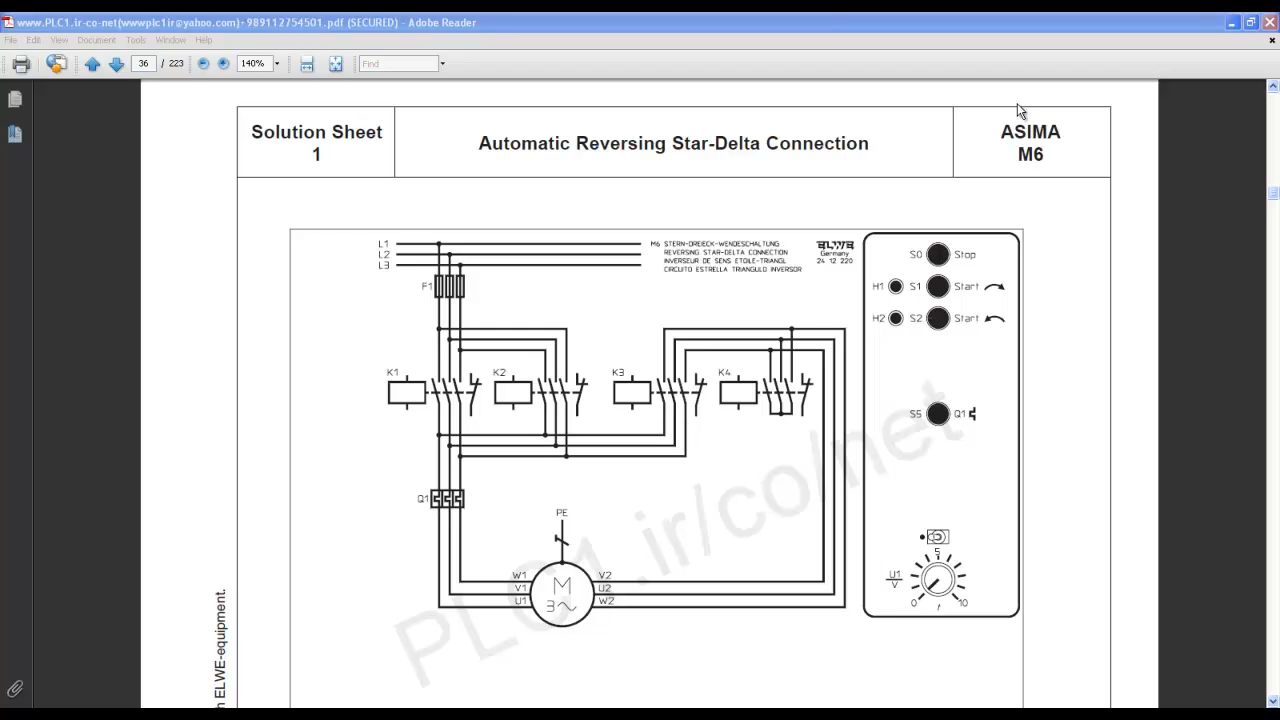 www.PLC1.ir-co-net(wwwplc1ir@yahoo.com)+989112754501.pdf (SECURED) - Adobe Reader
File Edit View Document Tools Window Help
36 / 223 140% Find
Solution Sheet
1
Automatic Reversing Star-Delta Connection
ASIMA
M6
L1
L2
L3
M6 STERN-DREIECK-WENDESCHALTUNG
REVERSING STAR-DELTA CONNECTION
INVERSEUR DE SENS ETOILE-TRIANGL
CIRCUITO ESTRELLA TRIANGULO INVERSOR
ELWE
Germany
24 12 220
F1
K1 K2 K3 K4
Q1
PE
W1 V2
V1 U2
U1 W2
M
3~
S0 Stop
H1 S1 Start
H2 S2 Start
S5 Q1
5
U1
V
0 t 10
PLC1.ir/co/net
h ELWE-equipment.